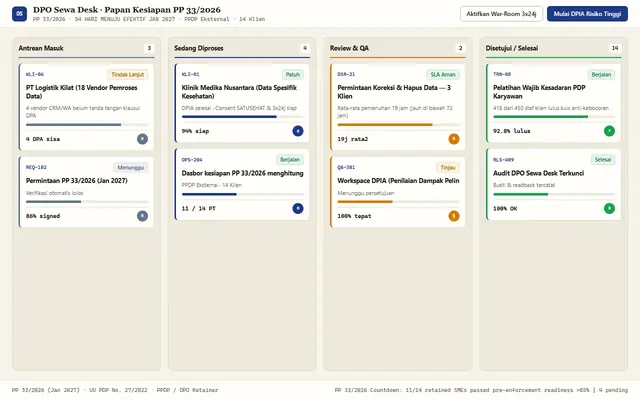 DS
DPO Sewa Desk · Papan Kesiapan PP 33/2026
PP 33/2026 · 54 HARI MENUJU EFEKTIF JAN 2027 · PPDP Eksternal · 14 Klien
Aktifkan War-Room 3x24j
Mulai DPIA Risiko Tinggi
Antrean Masuk
3
KLI-06
Tindak Lanjut
PT Logistik Kilat (18 Vendor Pemroses Data)
4 vendor CRM/WA belum tanda tangan klausul DPA
4 DPA sisa
REQ-102
Menunggu
Permintaan PP 33/2026 (Jan 2027)
Verifikasi otomatis lolos
86% signed
Sedang Diproses
4
KLI-01
Patuh
Klinik Medika Nusantara (Data Spesifik Kesehatan)
DPIA selesai · Consent SATUSEHAT & 3x24j siap
94% siap
OPS-204
Berjalan
Dasbor kesiapan PP 33/2026 menghitung
PPDP Eksternal · 14 Klien
11 / 14 PT
Review & QA
2
DSR-21
SLA Aman
Permintaan Koreksi & Hapus Data — 3 Klien
Rata-rata pemenuhan 19 jam (jauh di bawah 72 jam)
19j rata2
QA-301
Tinjau
Workspace DPIA (Penilaian Dampak Pelin
Menunggu persetujuan
100% tepat
Disetujui / Selesai
14
TRN-08
Berjalan
Pelatihan Wajib Kesadaran PDP Karyawan
418 dari 450 staf klien lulus kuis anti-kebocoran
92.8% lulus
RLS-409
Selesai
Audit DPO Sewa Desk Terkunci
Bukti & readback tercatat
100% OK
PP 33/2026 (Jan 2027) · UU PDP No. 27/2022 · PPDP / DPO Retainer
PP 33/2026 Countdown: 11/14 retained SMEs passed pre-enforcement readiness >85% | 4 pending